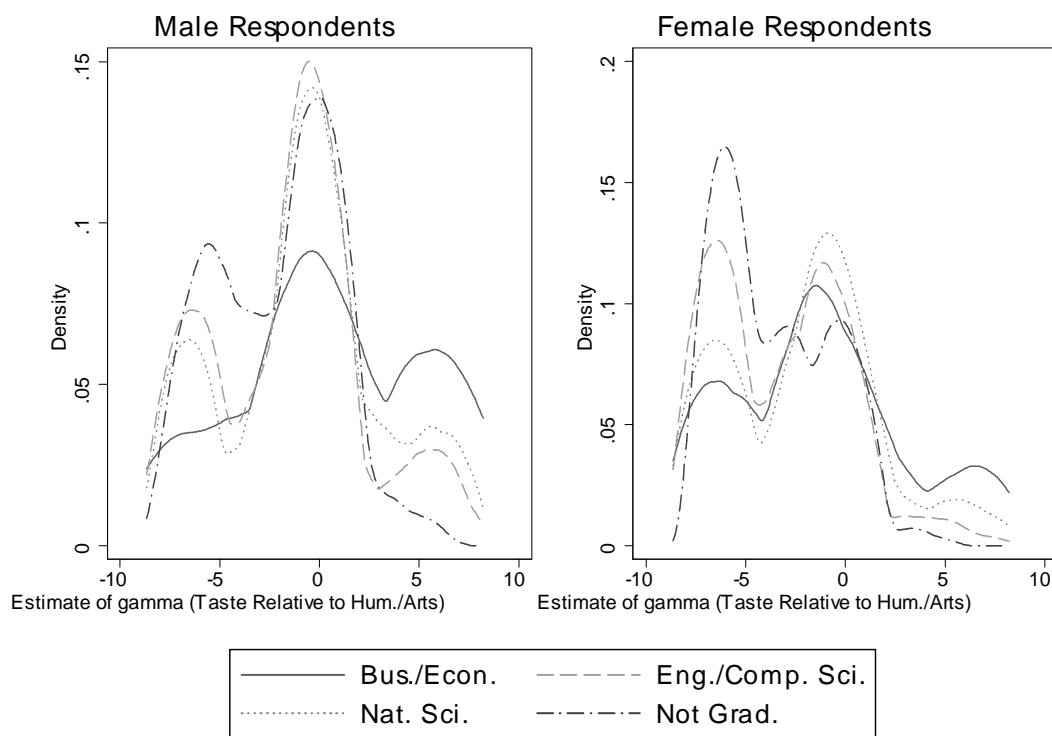 Male Respondents
Female Respondents
.15
.1
.05
0
Density
-10 -5 0 5 10
Estimate of gamma (Taste Relative to Hum./Arts)
.2
.15
.1
.05
0
Density
-10 -5 0 5 10
Estimate of gamma (Taste Relative to Hum./Arts)
Bus./Econ. Eng./Comp. Sci.
Nat. Sci. Not Grad.